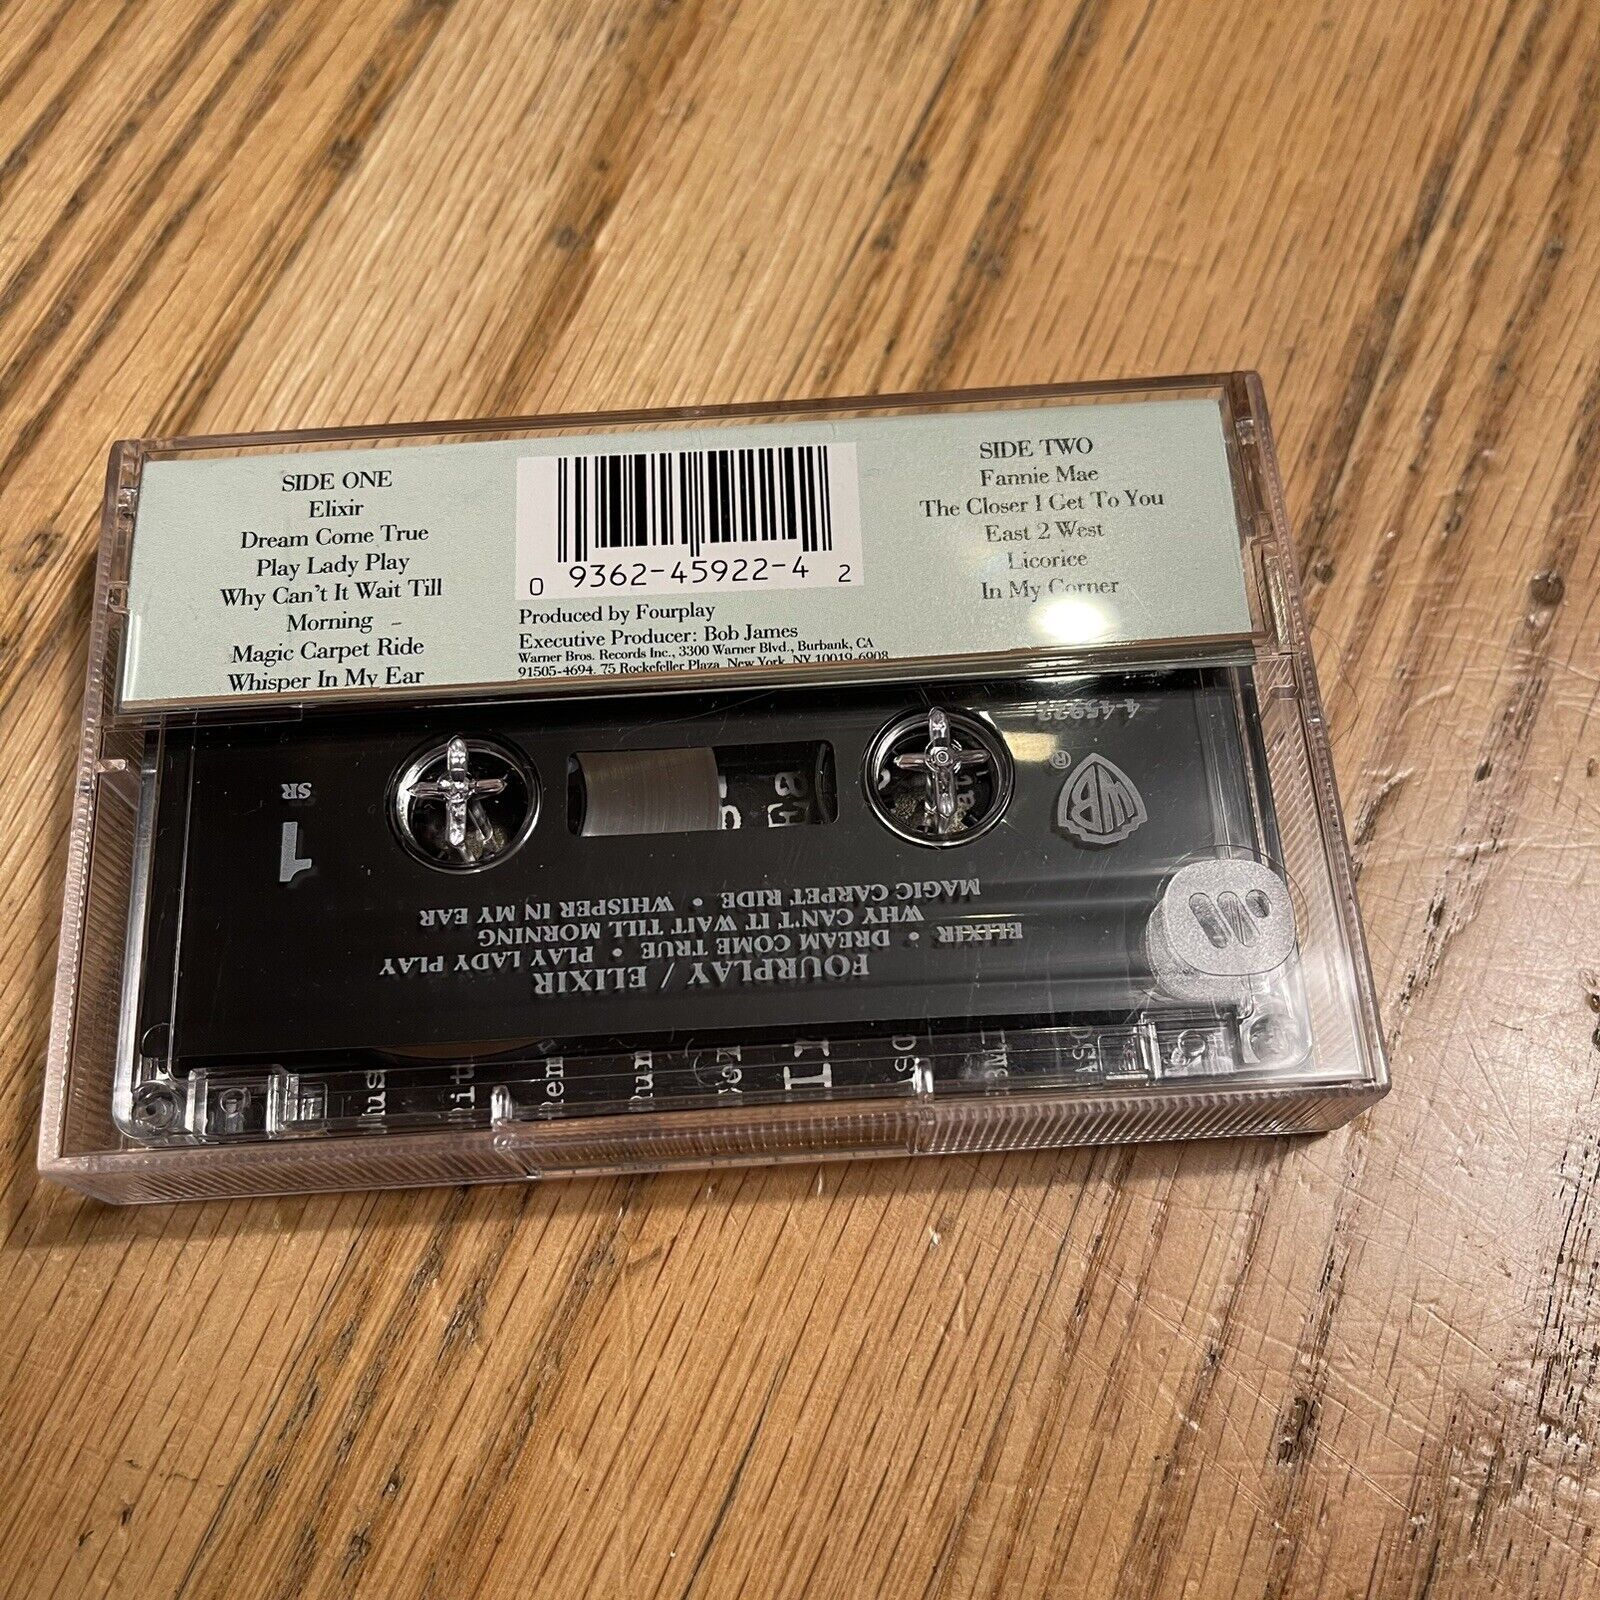 SIDE ONE
Elixir
Dream Come True
Play Lady Play
Why Can't It Wait Till
Morning –
Magic Carpet Ride
Whisper In My Ear
0 9362-45922-4 2
Produced by Fourplay
Executive Producer: Bob James
Warner Bros. Records Inc., 3300 Warner Blvd., Burbank, CA
91505-4694. 75 Rockefeller Plaza, New York, NY 10019-6908
SIDE TWO
Fannie Mae
The Closer I Get To You
East 2 West
Licorice
In My Corner
FOURPLAY / ELIXIR
ELIXIR • DREAM COME TRUE • PLAY LADY PLAY
WHY CAN'T IT WAIT TILL MORNING
MAGIC CARPET RIDE • WHISPER IN MY EAR
1
SR
WB
®
4-45922